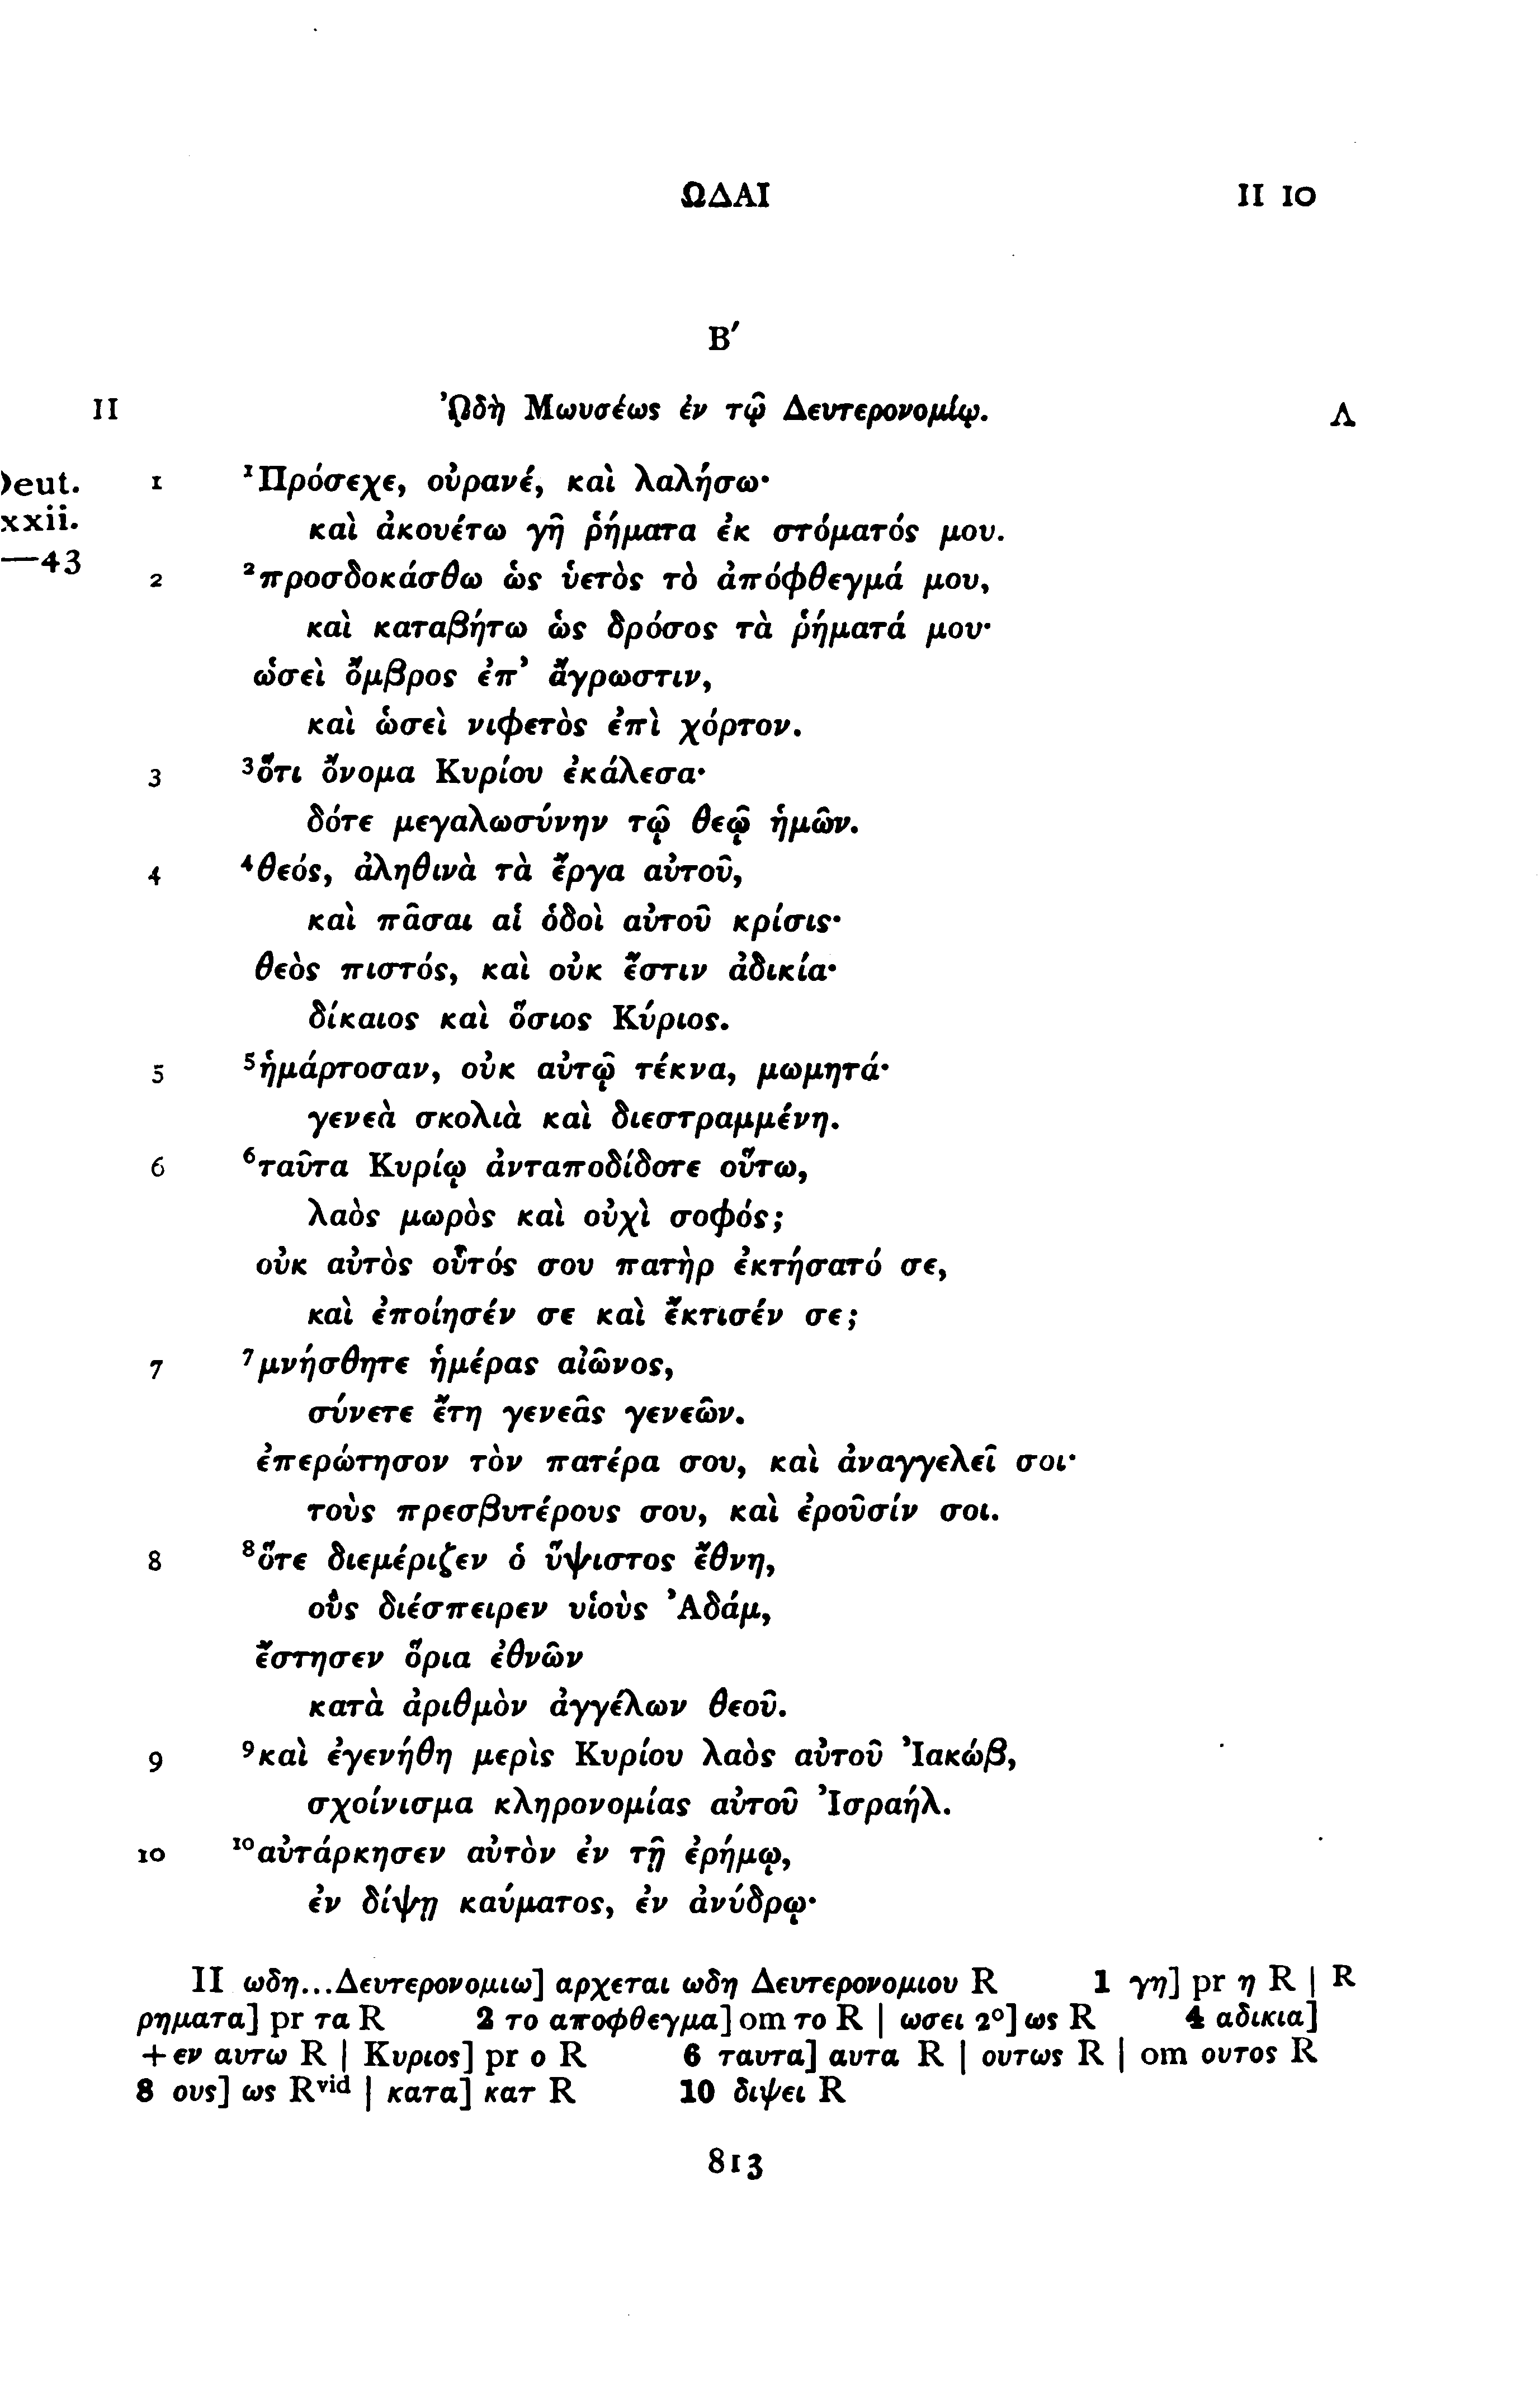 ΩΔΑΙ II 10
Β′
II ᾨδὴ Μωυσέως ἐν τῷ Δευτερονομίῳ. A
eut. 1 ¹Πρόσεχε, οὐρανέ, καὶ λαλήσω·
xxii. καὶ ἀκουέτω γῆ ῥήματα ἐκ στόματός μου.
—43
2 ²προσδοκάσθω ὡς ὑετὸς τὸ ἀπόφθεγμά μου,
καὶ καταβήτω ὡς δρόσος τὰ ῥήματά μου·
ὡσεὶ ὄμβρος ἐπ’ ἄγρωστιν,
καὶ ὡσεὶ νιφετὸς ἐπὶ χόρτον.
3 ³ὅτι ὄνομα Κυρίου ἐκάλεσα·
δότε μεγαλωσύνην τῷ θεῷ ἡμῶν.
4 ⁴θεός, ἀληθινὰ τὰ ἔργα αὐτοῦ,
καὶ πᾶσαι αἱ ὁδοὶ αὐτοῦ κρίσις·
θεὸς πιστός, καὶ οὐκ ἔστιν ἀδικία·
δίκαιος καὶ ὅσιος Κύριος.
5 ⁵ἡμάρτοσαν, οὐκ αὐτῷ τέκνα, μωμητά·
γενεὰ σκολιὰ καὶ διεστραμμένη.
6 ⁶ταῦτα Κυρίῳ ἀνταποδίδοτε οὕτω,
λαὸς μωρὸς καὶ οὐχὶ σοφός;
οὐκ αὐτὸς οὗτός σου πατὴρ ἐκτήσατό σε,
καὶ ἐποίησέν σε καὶ ἔκτισέν σε;
7 ⁷μνήσθητε ἡμέρας αἰῶνος,
σύνετε ἔτη γενεᾶς γενεῶν.
ἐπερώτησον τὸν πατέρα σου, καὶ ἀναγγελεῖ σοι·
τοὺς πρεσβυτέρους σου, καὶ ἐροῦσίν σοι.
8 ⁸ὅτε διεμέριζεν ὁ ὕψιστος ἔθνη,
οὓς διέσπειρεν υἱοὺς Ἀδάμ,
ἔστησεν ὅρια ἐθνῶν
κατὰ ἀριθμὸν ἀγγέλων θεοῦ.
9 ⁹καὶ ἐγενήθη μερὶς Κυρίου λαὸς αὐτοῦ Ἰακώβ,
σχοίνισμα κληρονομίας αὐτοῦ Ἰσραήλ.
10 ¹⁰αὐτάρκησεν αὐτὸν ἐν τῇ ἐρήμῳ,
ἐν δίψῃ καύματος, ἐν ἀνύδρῳ·
II ωδη...Δευτερονομιω] αρχεται ωδη Δευτερονομιου R 1 γη] pr η R | R
ρηματα] pr τα R 2 το αποφθεγμα] om το R | ωσει 2º] ως R 4 αδικια]
+εν αυτω R | Κυριος] pr ο R 6 ταυτα] αυτα R | ουτως R | om ουτος R
8 ους] ως Rᵛⁱᵈ | κατα] κατ R 10 διψει R
813